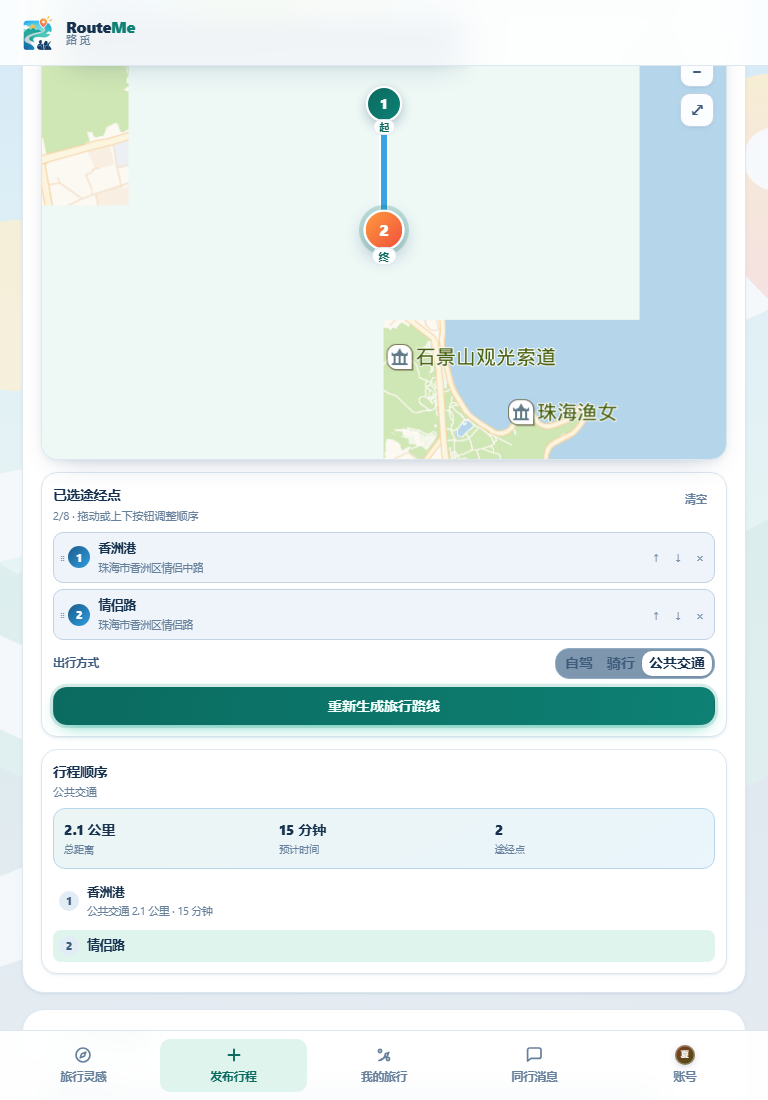 RouteMe
路觅
1
起
2
终
石景山观光索道
珠海渔女
已选途经点
清空
2/8 · 拖动或上下按钮调整顺序
1
香洲港
珠海市香洲区情侣中路
2
情侣路
珠海市香洲区情侣路
出行方式
自驾 骑行 公共交通
重新生成旅行路线
行程顺序
公共交通
2.1 公里 15 分钟 2
总距离 预计时间 途经点
1
香洲港
公共交通 2.1 公里 · 15 分钟
2 情侣路
夏
旅行灵感 发布行程 我的旅行 同行消息 账号